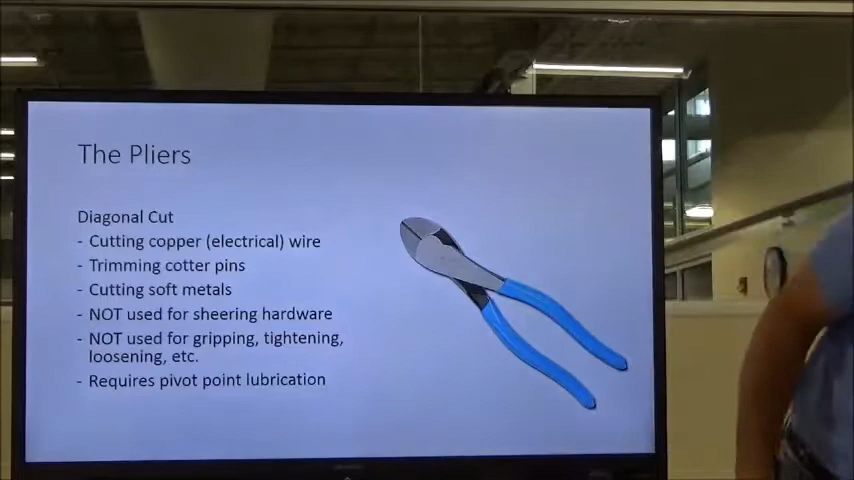 The Pliers
Diagonal Cut
- Cutting copper (electrical) wire
- Trimming cotter pins
- Cutting soft metals
- NOT used for sheering hardware
- NOT used for gripping, tightening,
loosening, etc.
- Requires pivot point lubrication